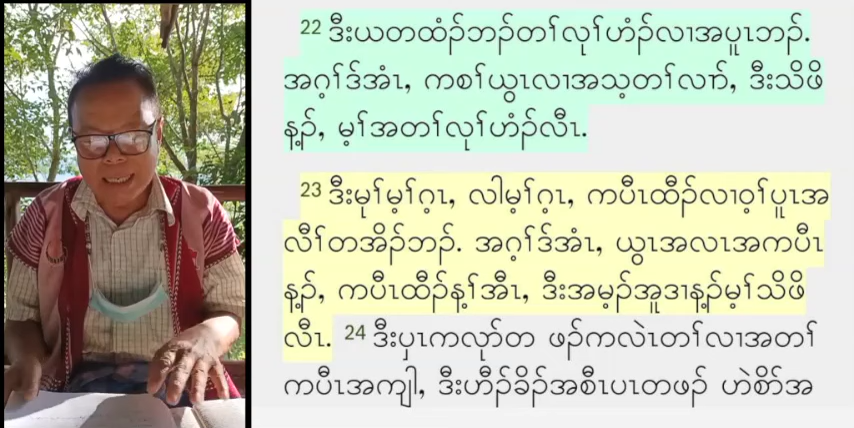 22 ဒီးယတထံၣ်ဘၣ်တၢ်လုၢ်ဟံၣ်လၢအပူၤဘၣ်.
အဂ့ၢ်ဒ်အံၤ, ကစၢ်ယွၤလၢအသ့တၢ်လၢာ်, ဒီးသိဖိ
န့ၣ်, မ့ၢ်အတၢ်လုၢ်ဟံၣ်လီၤ.
23 ဒီးမုၢ်မ့ၢ်ဂ့ၤ, လါမ့ၢ်ဂ့ၤ, ကပီၤထီၣ်လၢဝ့ၢ်ပူၤအ
လီၢ်တအိၣ်ဘၣ်. အဂ့ၢ်ဒ်အံၤ, ယွၤအလၤအကပီၤ
န့ၣ်, ကပီၤထီၣ်န့ၢ်အီၤ, ဒီးအမ့ၣ်အူဒၢန့ၣ်မ့ၢ်သိဖိ
လီၤ. 24 ဒီးပှၤကလုာ်တ ဖၣ်ကလဲၤတၢ်လၢအတၢ်
ကပီၤအကျါ, ဒီးဟီၣ်ခိၣ်အစီၤပၤတဖၣ် ဟဲစိာ်အ